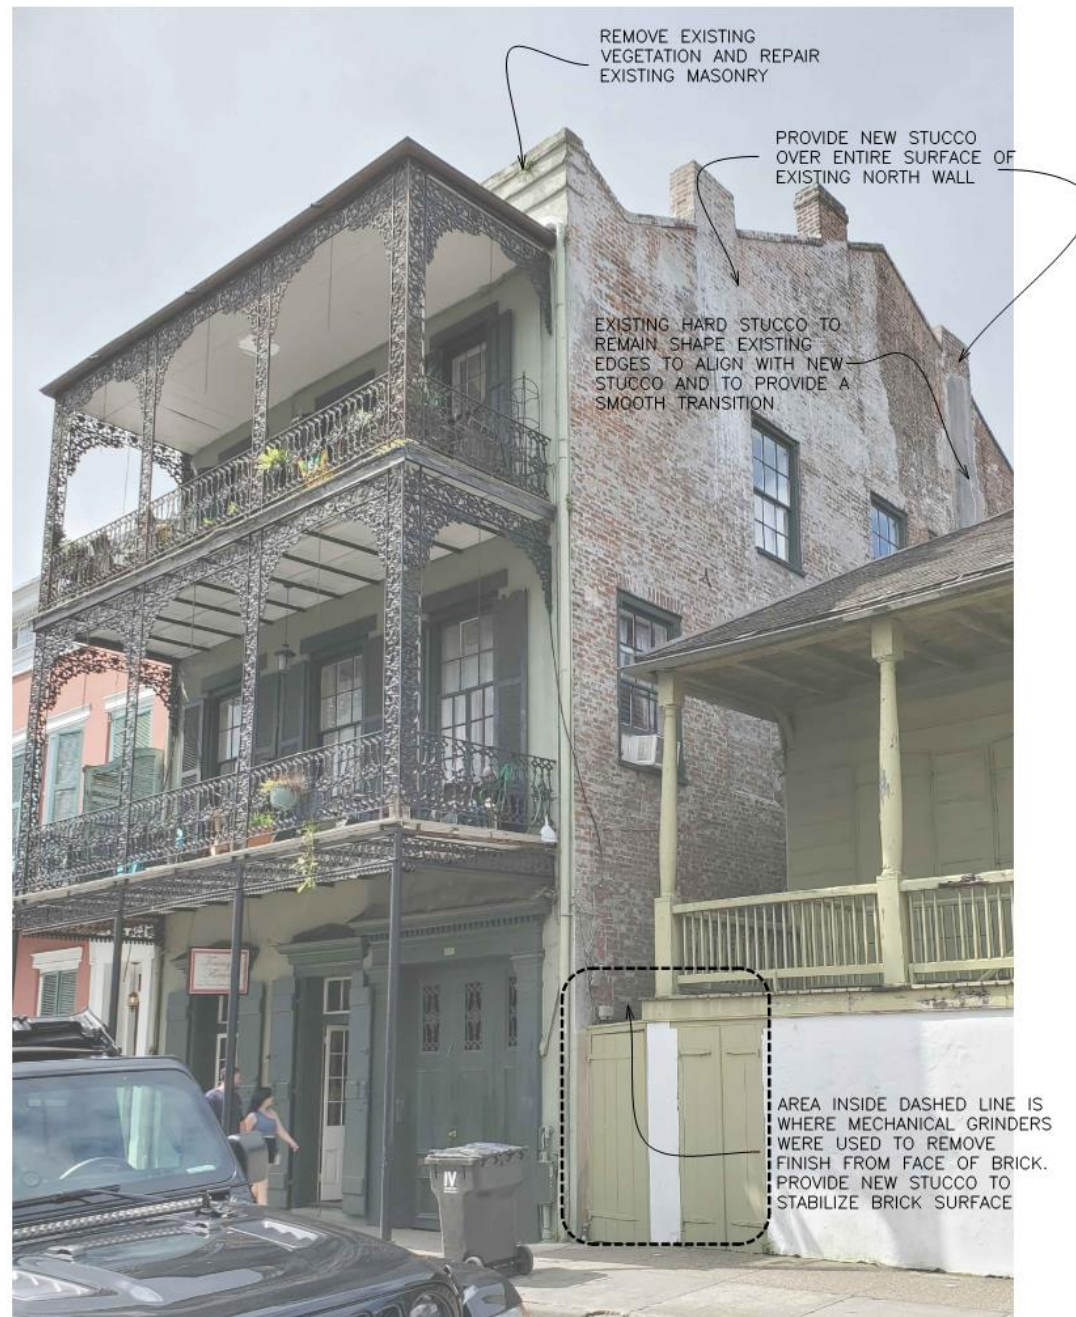 REMOVE EXISTING
VEGETATION AND REPAIR
EXISTING MASONRY
PROVIDE NEW STUCCO
OVER ENTIRE SURFACE OF
EXISTING NORTH WALL
EXISTING HARD STUCCO TO
REMAIN SHAPE EXISTING
EDGES TO ALIGN WITH NEW
STUCCO AND TO PROVIDE A
SMOOTH TRANSITION
AREA INSIDE DASHED LINE IS
WHERE MECHANICAL GRINDERS
WERE USED TO REMOVE
FINISH FROM FACE OF BRICK.
PROVIDE NEW STUCCO TO
STABILIZE BRICK SURFACE
IV